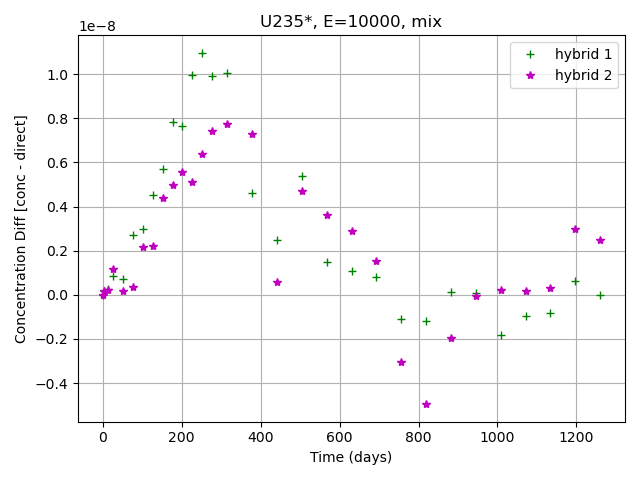 U235*, E=10000, mix
1e−8
hybrid 1
hybrid 2
1.0
0.8
0.6
0.4
0.2
0.0
−0.2
−0.4
Concentration Diff [conc - direct]
0 200 400 600 800 1000 1200
Time (days)